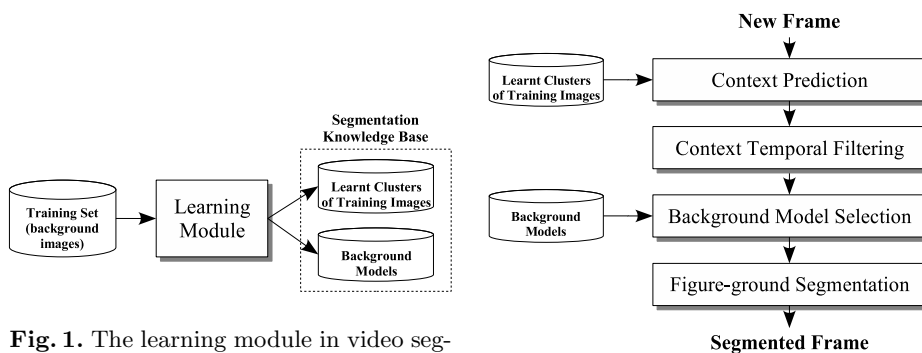 Training Set
(background
images)
Learning
Module
Segmentation
Knowledge Base
Learnt Clusters
of Training Images
Background
Models
Fig. 1. The learning module in video seg-
New Frame
Learnt Clusters
of Training Images
Context Prediction
Context Temporal Filtering
Background
Models
Background Model Selection
Figure-ground Segmentation
Segmented Frame